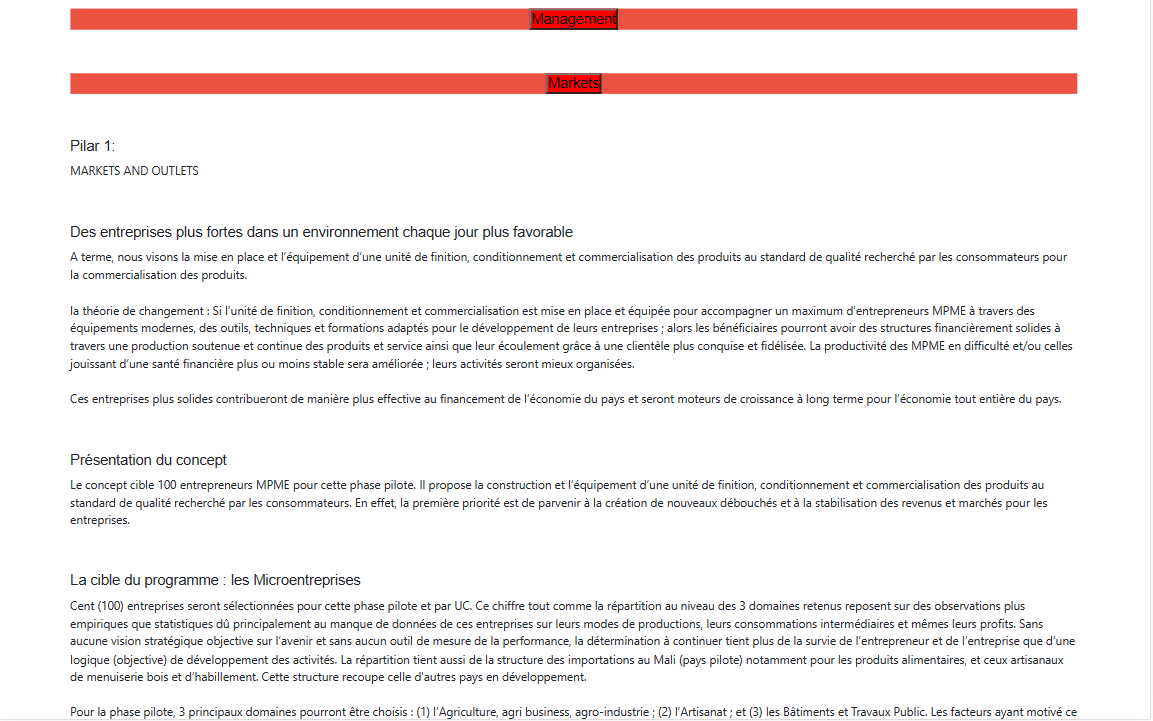 Management
Markets
Pilar 1:
MARKETS AND OUTLETS
Des entreprises plus fortes dans un environnement chaque jour plus favorable
A terme, nous visons la mise en place et l’équipement d’une unité de finition, conditionnement et commercialisation des produits au standard de qualité recherché par les consommateurs pour
la commercialisation des produits.
la théorie de changement : Si l’unité de finition, conditionnement et commercialisation est mise en place et équipée pour accompagner un maximum d’entrepreneurs MPME à travers des
équipements modernes, des outils, techniques et formations adaptés pour le développement de leurs entreprises ; alors les bénéficiaires pourront avoir des structures financièrement solides à
travers une production soutenue et continue des produits et service ainsi que leur écoulement grâce à une clientèle plus conquise et fidélisée. La productivité des MPME en difficulté et/ou celles
jouissant d’une santé financière plus ou moins stable sera améliorée ; leurs activités seront mieux organisées.
Ces entreprises plus solides contribueront de manière plus effective au financement de l’économie du pays et seront moteurs de croissance à long terme pour l’économie tout entière du pays.
Présentation du concept
Le concept cible 100 entrepreneurs MPME pour cette phase pilote. Il propose la construction et l’équipement d’une unité de finition, conditionnement et commercialisation des produits au
standard de qualité recherché par les consommateurs. En effet, la première priorité est de parvenir à la création de nouveaux débouchés et à la stabilisation des revenus et marchés pour les
entreprises.
La cible du programme : les Microentreprises
Cent (100) entreprises seront sélectionnées pour cette phase pilote et par UC. Ce chiffre tout comme la répartition au niveau des 3 domaines retenus reposent sur des observations plus
empiriques que statistiques dû principalement au manque de données de ces entreprises sur leurs modes de productions, leurs consommations intermédiaires et mêmes leurs profits. Sans
aucune vision stratégique objective sur l’avenir et sans aucun outil de mesure de la performance, la détermination à continuer tient plus de la survie de l’entrepreneur et de l’entreprise que d’une
logique (objective) de développement des activités. La répartition tient aussi de la structure des importations au Mali (pays pilote) notamment pour les produits alimentaires, et ceux artisanaux
de menuiserie bois et d’habillement. Cette structure recoupe celle d’autres pays en développement.
Pour la phase pilote, 3 principaux domaines pourront être choisis : (1) l’Agriculture, agri business, agro-industrie ; (2) l’Artisanat ; et (3) les Bâtiments et Travaux Public. Les facteurs ayant motivé ce